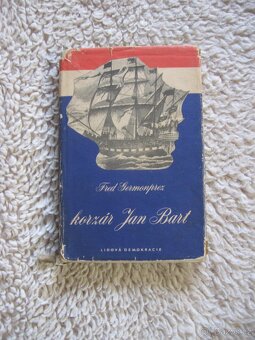 Fred Germonprez
korzár Jan Bart
LIDOVÁ DEMOKRACIE